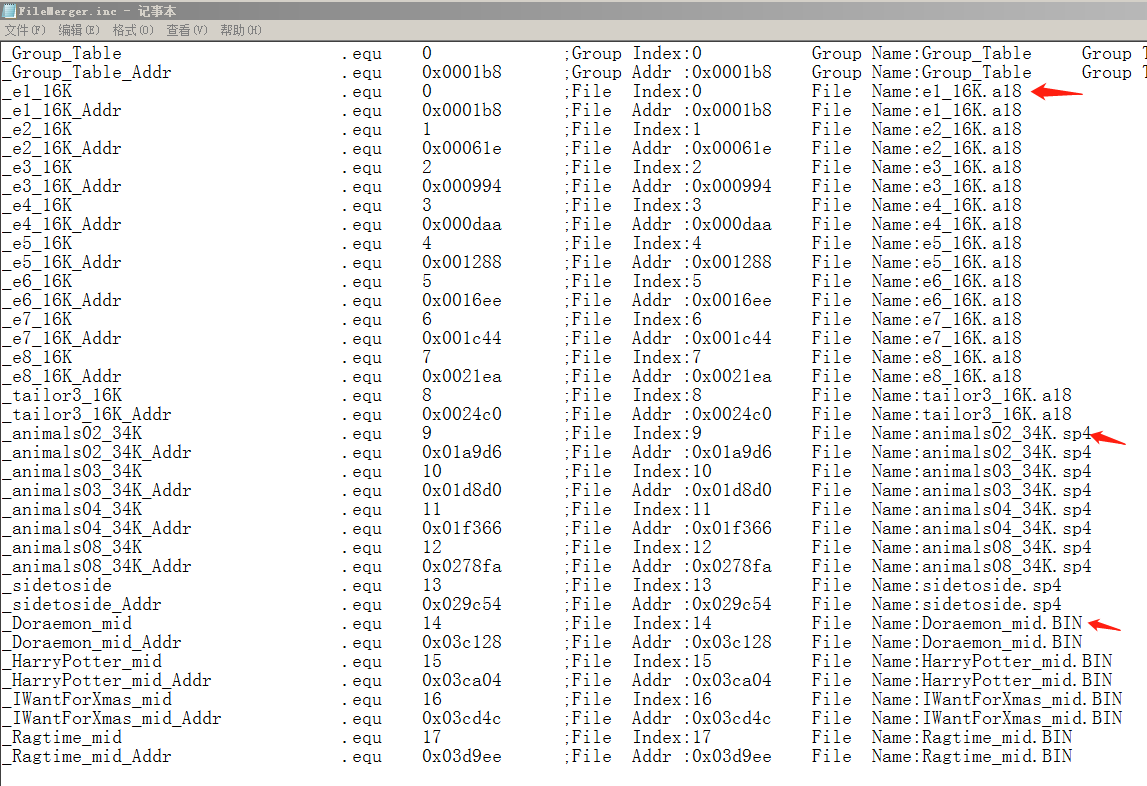 FileMerger.inc - 记事本
文件(F) 编辑(E) 格式(O) 查看(V) 帮助(H)
_Group_Table .equ 0 ;Group Index:0 Group Name:Group_Table Group T
_Group_Table_Addr .equ 0x0001b8 ;Group Addr :0x0001b8 Group Name:Group_Table Group T
_e1_16K .equ 0 ;File Index:0 File Name:e1_16K.a18
_e1_16K_Addr .equ 0x0001b8 ;File Addr :0x0001b8 File Name:e1_16K.a18
_e2_16K .equ 1 ;File Index:1 File Name:e2_16K.a18
_e2_16K_Addr .equ 0x00061e ;File Addr :0x00061e File Name:e2_16K.a18
_e3_16K .equ 2 ;File Index:2 File Name:e3_16K.a18
_e3_16K_Addr .equ 0x000994 ;File Addr :0x000994 File Name:e3_16K.a18
_e4_16K .equ 3 ;File Index:3 File Name:e4_16K.a18
_e4_16K_Addr .equ 0x000daa ;File Addr :0x000daa File Name:e4_16K.a18
_e5_16K .equ 4 ;File Index:4 File Name:e5_16K.a18
_e5_16K_Addr .equ 0x001288 ;File Addr :0x001288 File Name:e5_16K.a18
_e6_16K .equ 5 ;File Index:5 File Name:e6_16K.a18
_e6_16K_Addr .equ 0x0016ee ;File Addr :0x0016ee File Name:e6_16K.a18
_e7_16K .equ 6 ;File Index:6 File Name:e7_16K.a18
_e7_16K_Addr .equ 0x001c44 ;File Addr :0x001c44 File Name:e7_16K.a18
_e8_16K .equ 7 ;File Index:7 File Name:e8_16K.a18
_e8_16K_Addr .equ 0x0021ea ;File Addr :0x0021ea File Name:e8_16K.a18
_tailor3_16K .equ 8 ;File Index:8 File Name:tailor3_16K.a18
_tailor3_16K_Addr .equ 0x0024c0 ;File Addr :0x0024c0 File Name:tailor3_16K.a18
_animals02_34K .equ 9 ;File Index:9 File Name:animals02_34K.sp4
_animals02_34K_Addr .equ 0x01a9d6 ;File Addr :0x01a9d6 File Name:animals02_34K.sp4
_animals03_34K .equ 10 ;File Index:10 File Name:animals03_34K.sp4
_animals03_34K_Addr .equ 0x01d8d0 ;File Addr :0x01d8d0 File Name:animals03_34K.sp4
_animals04_34K .equ 11 ;File Index:11 File Name:animals04_34K.sp4
_animals04_34K_Addr .equ 0x01f366 ;File Addr :0x01f366 File Name:animals04_34K.sp4
_animals08_34K .equ 12 ;File Index:12 File Name:animals08_34K.sp4
_animals08_34K_Addr .equ 0x0278fa ;File Addr :0x0278fa File Name:animals08_34K.sp4
_sidetoside .equ 13 ;File Index:13 File Name:sidetoside.sp4
_sidetoside_Addr .equ 0x029c54 ;File Addr :0x029c54 File Name:sidetoside.sp4
_Doraemon_mid .equ 14 ;File Index:14 File Name:Doraemon_mid.BIN
_Doraemon_mid_Addr .equ 0x03c128 ;File Addr :0x03c128 File Name:Doraemon_mid.BIN
_HarryPotter_mid .equ 15 ;File Index:15 File Name:HarryPotter_mid.BIN
_HarryPotter_mid_Addr .equ 0x03ca04 ;File Addr :0x03ca04 File Name:HarryPotter_mid.BIN
_IWantForXmas_mid .equ 16 ;File Index:16 File Name:IWantForXmas_mid.BIN
_IWantForXmas_mid_Addr .equ 0x03cd4c ;File Addr :0x03cd4c File Name:IWantForXmas_mid.BIN
_Ragtime_mid .equ 17 ;File Index:17 File Name:Ragtime_mid.BIN
_Ragtime_mid_Addr .equ 0x03d9ee ;File Addr :0x03d9ee File Name:Ragtime_mid.BIN